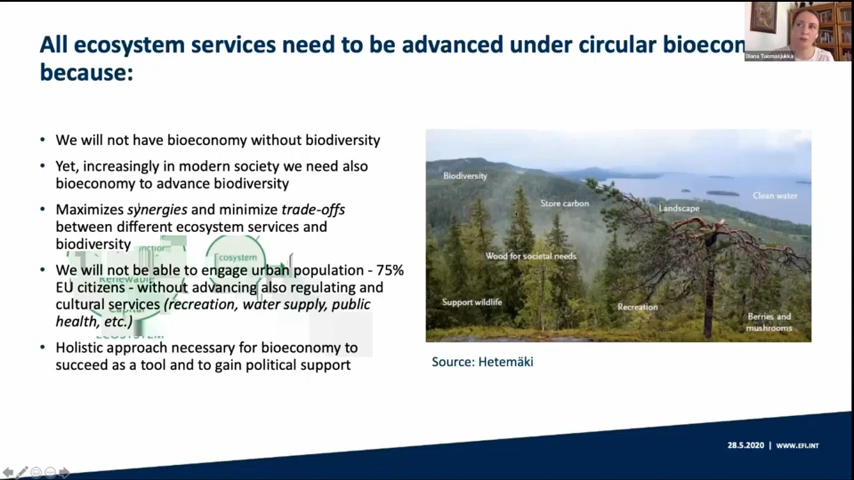 All ecosystem services need to be advanced under circular bioecon
because:
Diana Tuomasjukka
• We will not have bioeconomy without biodiversity
• Yet, increasingly in modern society we need also
bioeconomy to advance biodiversity
• Maximizes synergies and minimize trade-offs
between different ecosystem services and
biodiversity
• We will not be able to engage urban population - 75%
EU citizens - without advancing also regulating and
cultural services (recreation, water supply, public
health, etc.)
• Holistic approach necessary for bioeconomy to
succeed as a tool and to gain political support
Biodiversity
Store carbon
Landscape
Clean water
Wood for societal needs
Support wildlife
Recreation
Berries and
mushrooms
Source: Hetemäki
28.5.2020 | WWW.EFI.INT